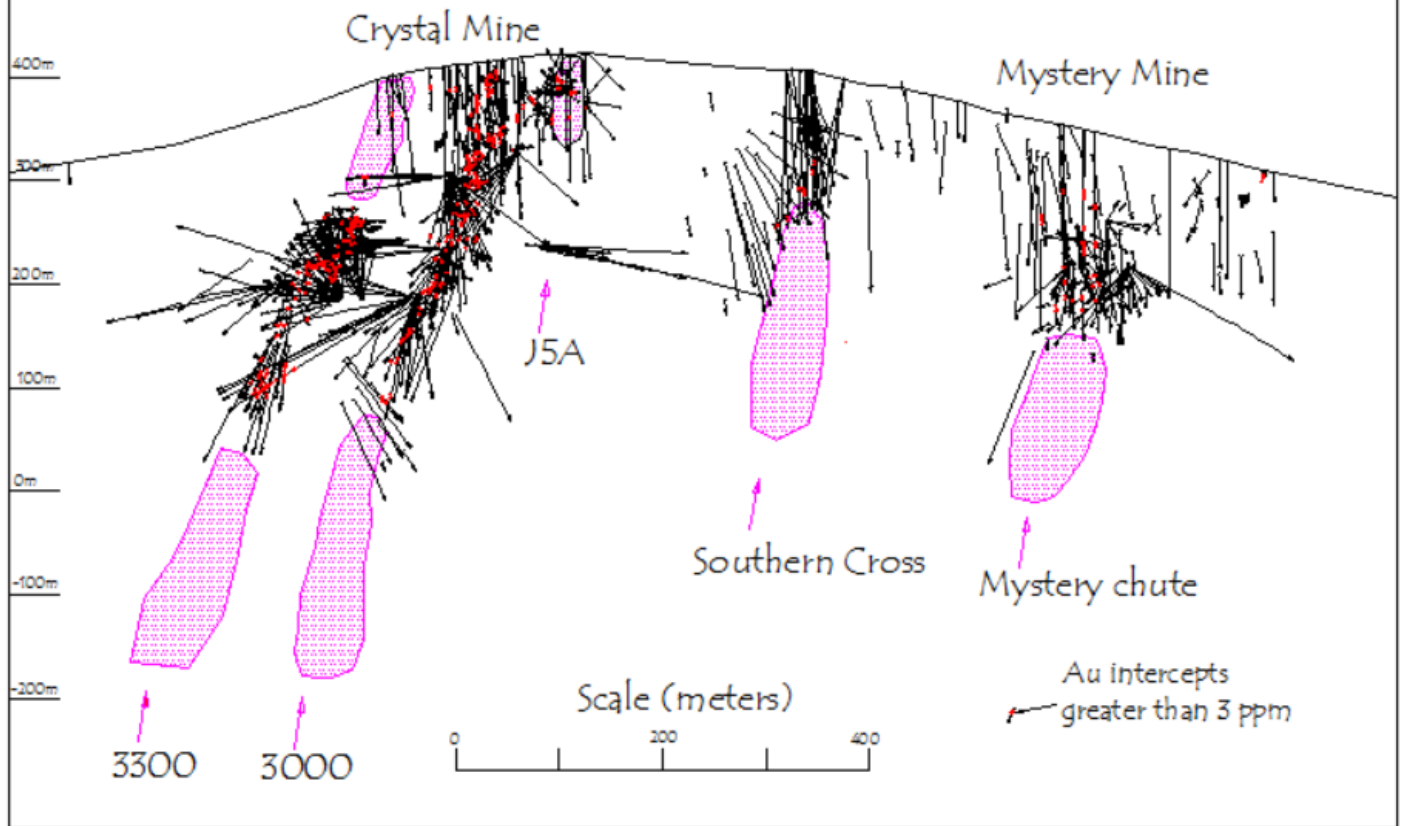 Crystal Mine
Mystery Mine
400m
300m
200m
100m
0m
-100m
-200m
J5A
Southern Cross
Mystery chute
3300
3000
Scale (meters)
0 200 400
Au intercepts
greater than 3 ppm